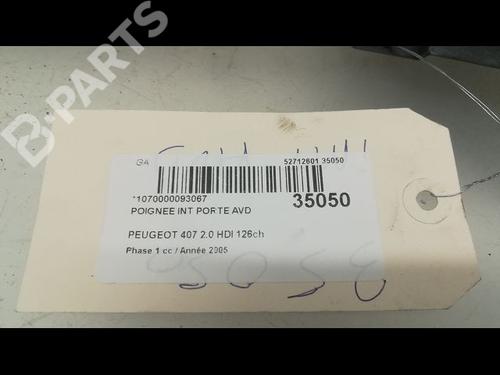 B-PARTS
GA 52712601 35050
*1070000093067 35050
POIGNEE INT PORTE AVD
PEUGEOT 407 2.0 HDI 126ch
Phase 1 cc / Année 2005